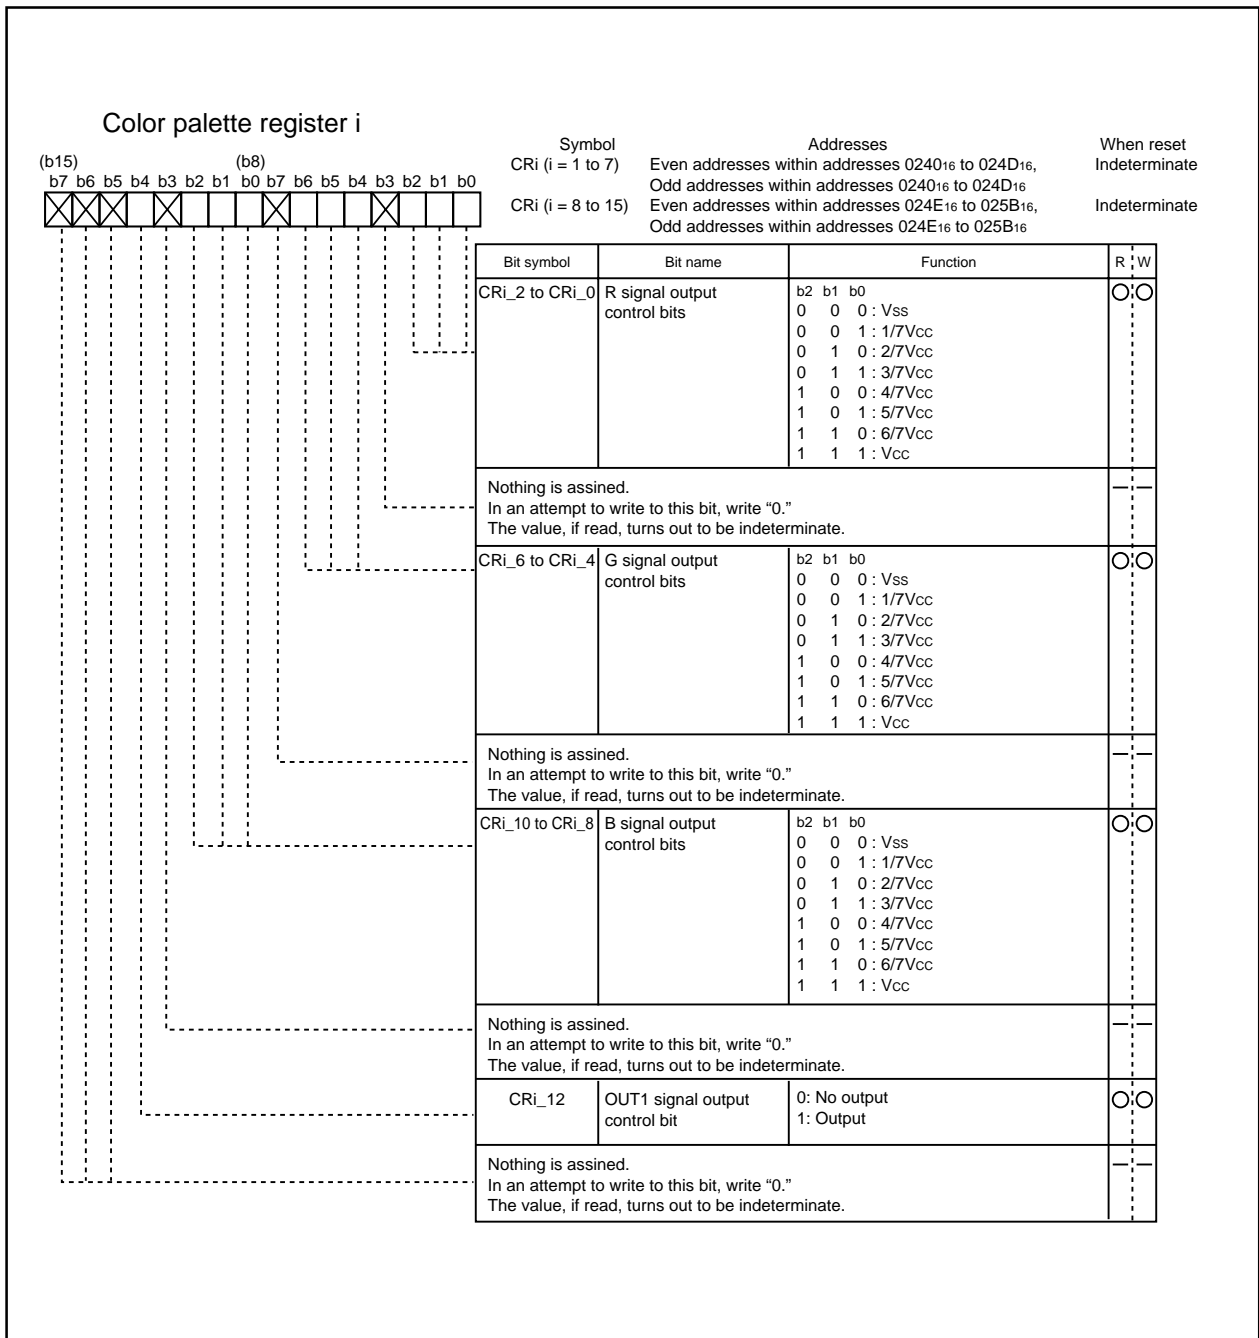 Color palette register i
Symbol Addresses When reset
CRi (i = 1 to 7) Even addresses within addresses 024016 to 024D16, Indeterminate
Odd addresses within addresses 024016 to 024D16
CRi (i = 8 to 15) Even addresses within addresses 024E16 to 025B16, Indeterminate
Odd addresses within addresses 024E16 to 025B16
(b15) (b8)
b7 b6 b5 b4 b3 b2 b1 b0 b7 b6 b5 b4 b3 b2 b1 b0
Bit symbol Bit name Function R W
CRi_2 to CRi_0 R signal output b2 b1 b0
control bits 0 0 0 : Vss
0 0 1 : 1/7Vcc
0 1 0 : 2/7Vcc
0 1 1 : 3/7Vcc
1 0 0 : 4/7Vcc
1 0 1 : 5/7Vcc
1 1 0 : 6/7Vcc
1 1 1 : Vcc
Nothing is assined.
In an attempt to write to this bit, write “0.”
The value, if read, turns out to be indeterminate.
CRi_6 to CRi_4 G signal output b2 b1 b0
control bits 0 0 0 : Vss
0 0 1 : 1/7Vcc
0 1 0 : 2/7Vcc
0 1 1 : 3/7Vcc
1 0 0 : 4/7Vcc
1 0 1 : 5/7Vcc
1 1 0 : 6/7Vcc
1 1 1 : Vcc
Nothing is assined.
In an attempt to write to this bit, write “0.”
The value, if read, turns out to be indeterminate.
CRi_10 to CRi_8 B signal output b2 b1 b0
control bits 0 0 0 : Vss
0 0 1 : 1/7Vcc
0 1 0 : 2/7Vcc
0 1 1 : 3/7Vcc
1 0 0 : 4/7Vcc
1 0 1 : 5/7Vcc
1 1 0 : 6/7Vcc
1 1 1 : Vcc
Nothing is assined.
In an attempt to write to this bit, write “0.”
The value, if read, turns out to be indeterminate.
CRi_12 OUT1 signal output 0: No output
control bit 1: Output
Nothing is assined.
In an attempt to write to this bit, write “0.”
The value, if read, turns out to be indeterminate.